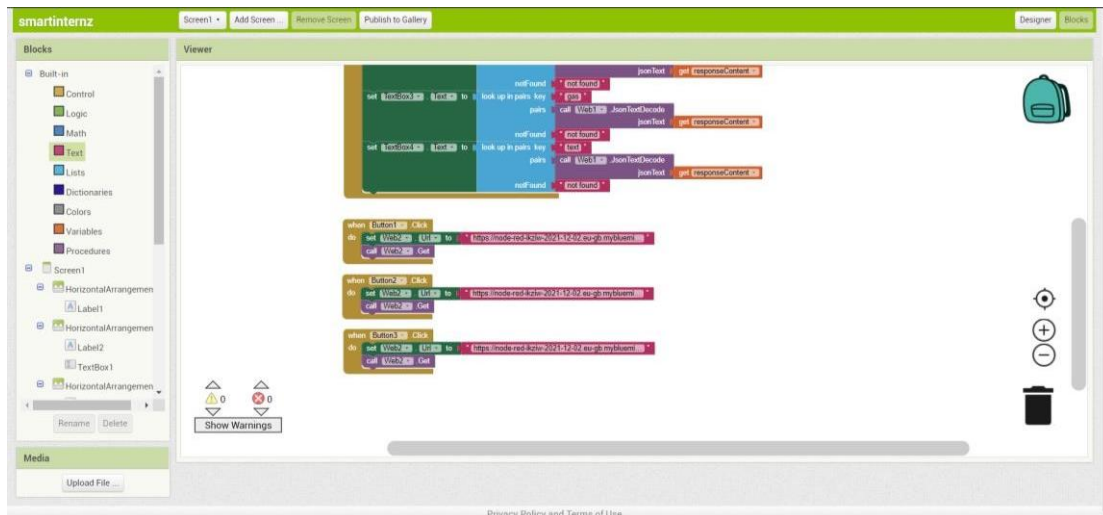 smartinternz Screen1 Add Screen ... Remove Screen Publish to Gallery Designer Blocks
Blocks
Viewer
Built-in
Control
Logic
Math
Text
Lists
Dictionaries
Colors
Variables
Procedures
Screen1
HorizontalArrangemen
Label1
HorizontalArrangemen
Label2
TextBox1
HorizontalArrangemen
Rename Delete
Media
Upload File ...
jsonText get responseContent
notFound " not found "
set TextBox3 . Text to look up in pairs key " gas "
pairs call Web1 .JsonTextDecode
jsonText get responseContent
notFound " not found "
set TextBox4 . Text to look up in pairs key " text "
pairs call Web1 .JsonTextDecode
jsonText get responseContent
notFound " not found "
when Button1 .Click
do set Web2 . Url to
call Web2 .Get
when Button2 .Click
do set Web2 . Url to
call Web2 .Get
when Button3 .Click
do set Web2 . Url to
call Web2 .Get
0 0
Show Warnings
Privacy Policy and Terms of Use